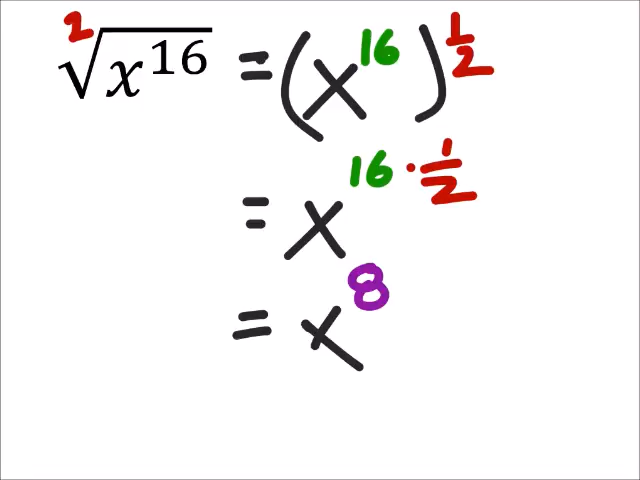 ²√x¹⁶ = (x¹⁶)^(1/2)
= x^(16 · 1/2)
= x⁸